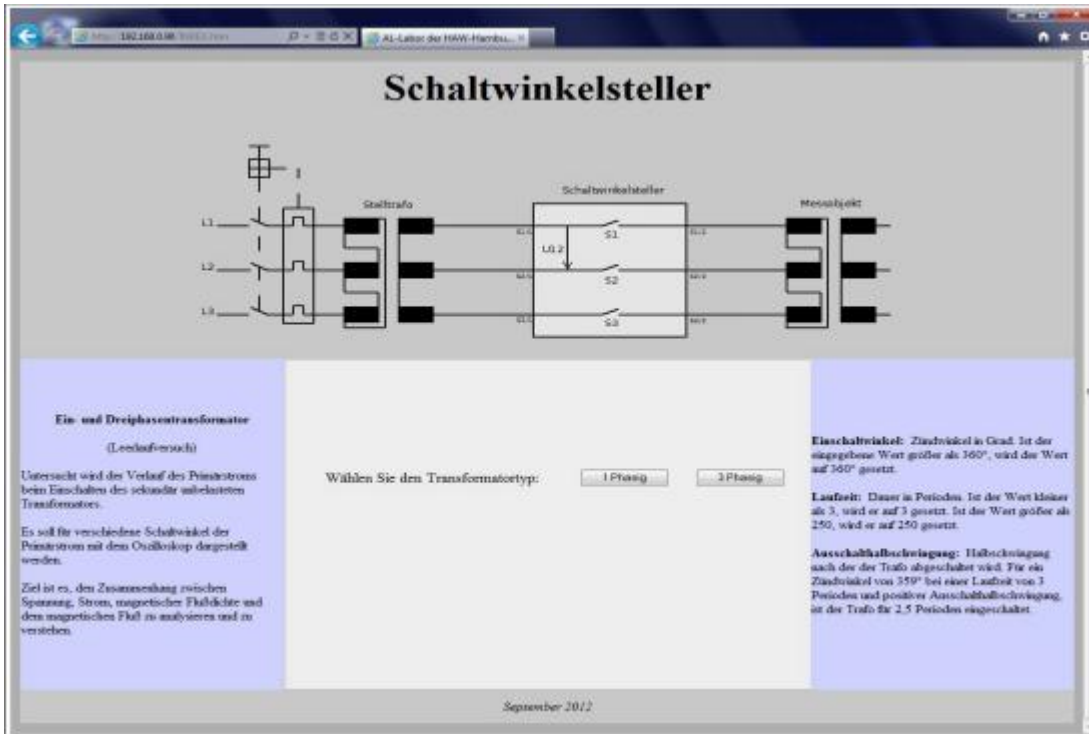 192.168.0.98
AL-Labor der HAW-Hambu...
Schaltwinkelsteller
I
Stelltrafo
Schaltwinkelsteller
Messobjekt
L1
S1
U12
L2
S2
L3
S3
Ein- und Dreiphasentransformator
(Leerlaufversuch)
Untersucht wird der Verlauf des Primärstroms
beim Einschalten des sekundär unbelasteten
Transformators.
Es soll für verschiedene Schaltwinkel der
Primärstrom mit dem Oszilloskop dargestellt
werden.
Ziel ist es, den Zusammenhang zwischen
Spannung, Strom, magnetischer Flußdichte und
dem magnetischen Fluß zu analysieren und zu
verstehen.
Wählen Sie den Transformatortyp:
1 Phasig
3 Phasig
Einschaltwinkel: Zündwinkel in Grad. Ist der
eingegebene Wert größer als 360°, wird der Wert
auf 360° gesetzt.
Laufzeit: Dauer in Perioden. Ist der Wert kleiner
als 3, wird er auf 3 gesetzt. Ist der Wert größer als
250, wird er auf 250 gesetzt.
Ausschalthalbschwingung: Halbschwingung
nach der der Trafo abgeschaltet wird. Für ein
Zündwinkel von 359° bei einer Laufzeit von 3
Perioden und positiver Ausschalthalbschwingung,
ist der Trafo für 2,5 Perioden eingeschaltet.
September 2012